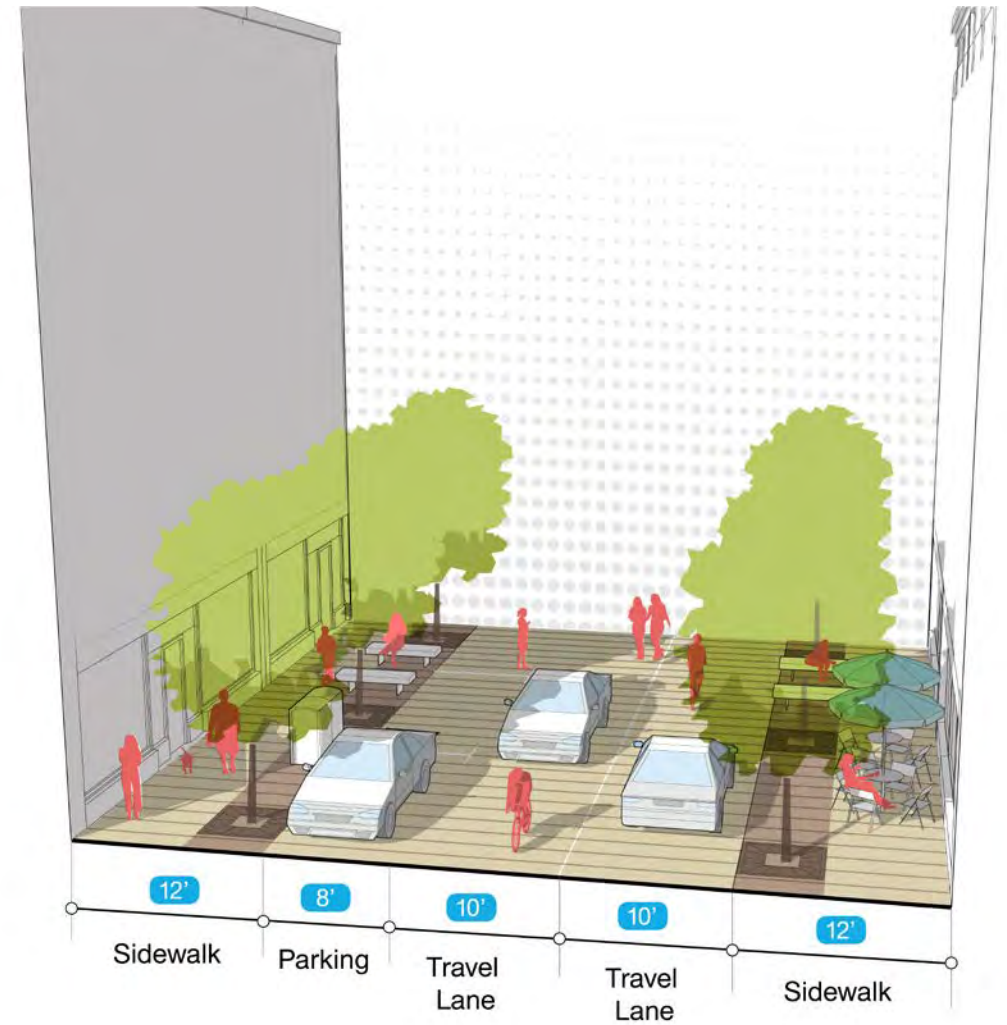 12’
8’
10’
10’
12’
Sidewalk
Parking
Travel
Lane
Travel
Lane
Sidewalk